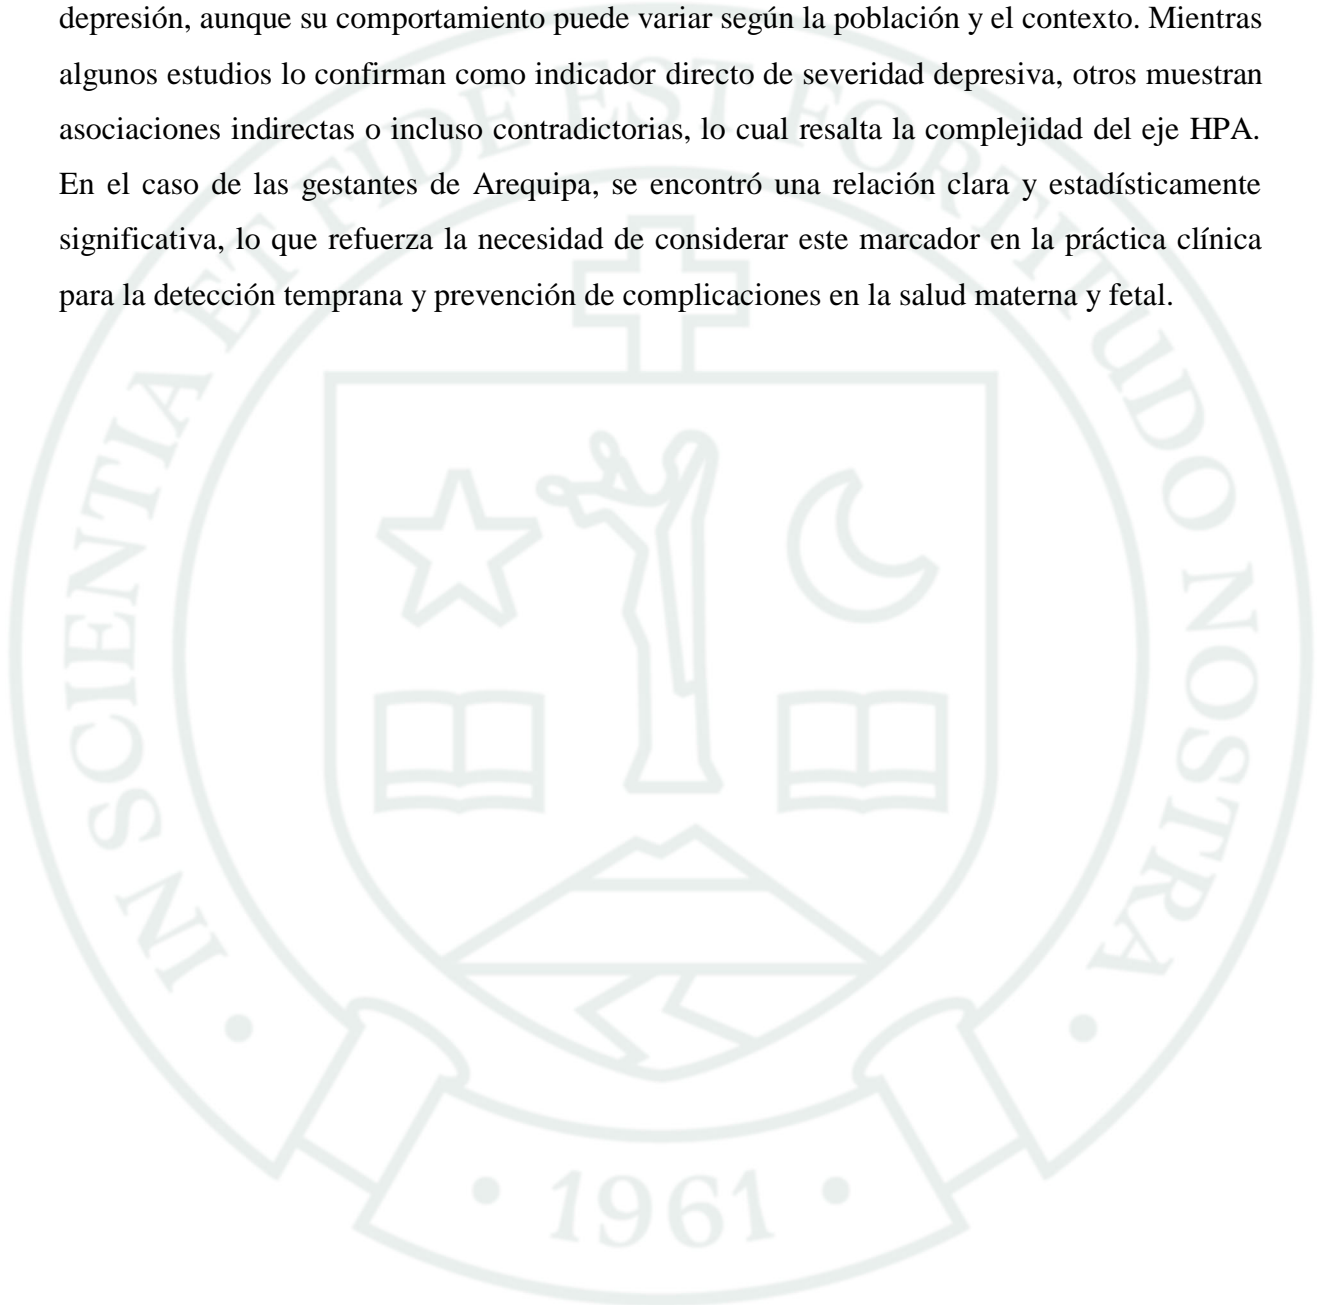 depresión, aunque su comportamiento puede variar según la población y el contexto. Mientras
algunos estudios lo confirman como indicador directo de severidad depresiva, otros muestran
asociaciones indirectas o incluso contradictorias, lo cual resalta la complejidad del eje HPA.
En el caso de las gestantes de Arequipa, se encontró una relación clara y estadísticamente
significativa, lo que refuerza la necesidad de considerar este marcador en la práctica clínica
para la detección temprana y prevención de complicaciones en la salud materna y fetal.
• IN SCIENTIA ET FIDE EST FORTITUDO NOSTRA •
• 1961 •